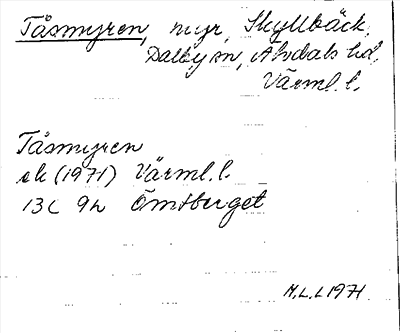 Tåsmyren, myr, Skyllbäck,
Dalby sn, Älvdals hd,
Värml. l.
Tåsmyren
ek (1971) Värml. l.
13C 9h Ömtberget
M.L.L 1971